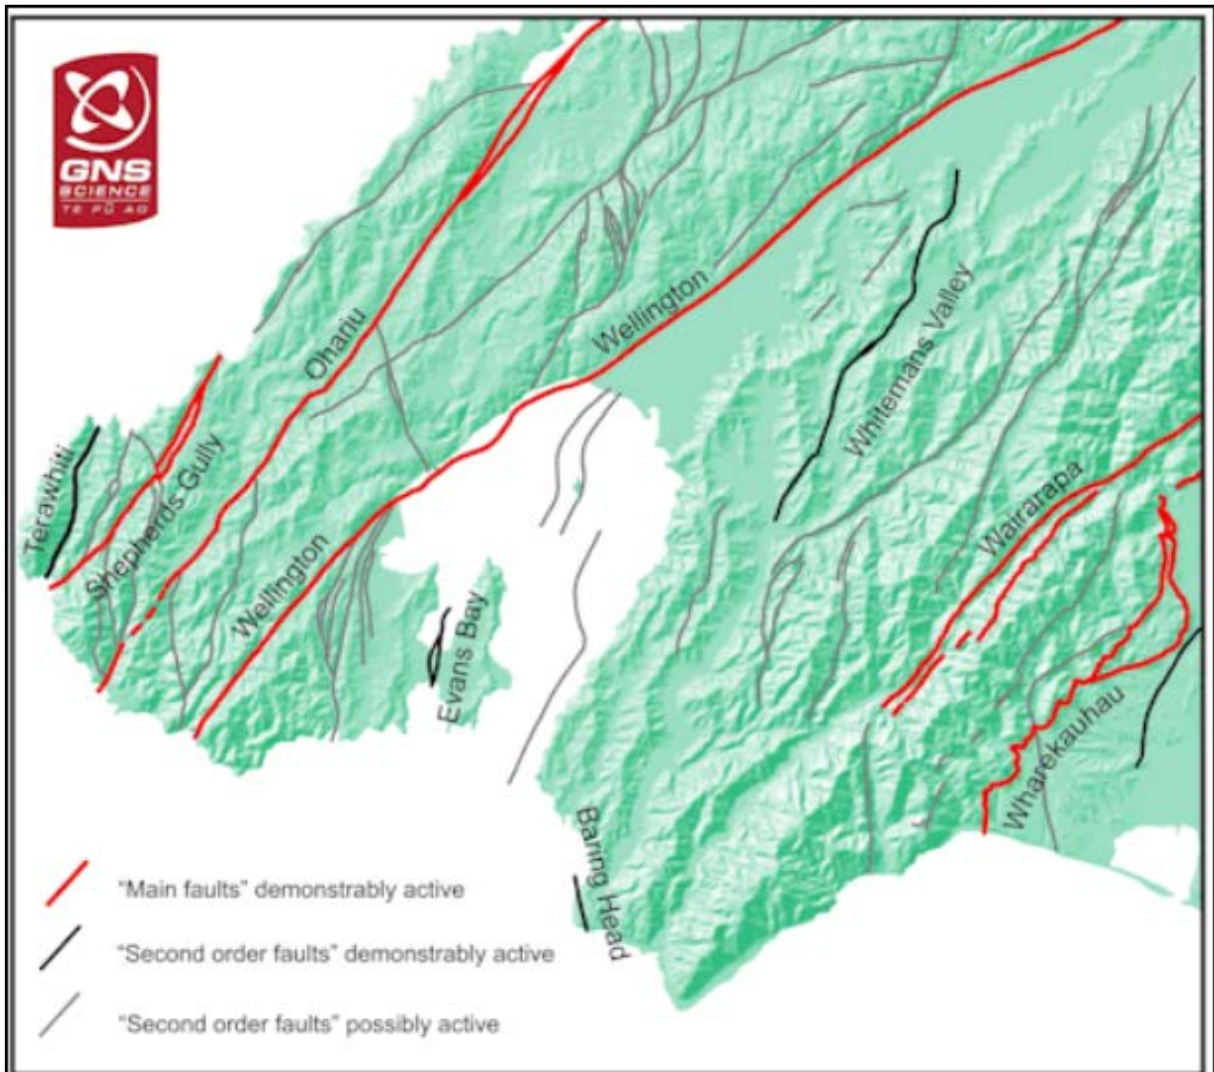 GNS
SCIENCE
TE PŪ AO
Ohariu
Wellington
Whitemans Valley
Terawhiti
Shepherds Gully
Wellington
Evans Bay
Wairarapa
Wharekauhau
Baring Head
“Main faults” demonstrably active
“Second order faults” demonstrably active
“Second order faults” possibly active